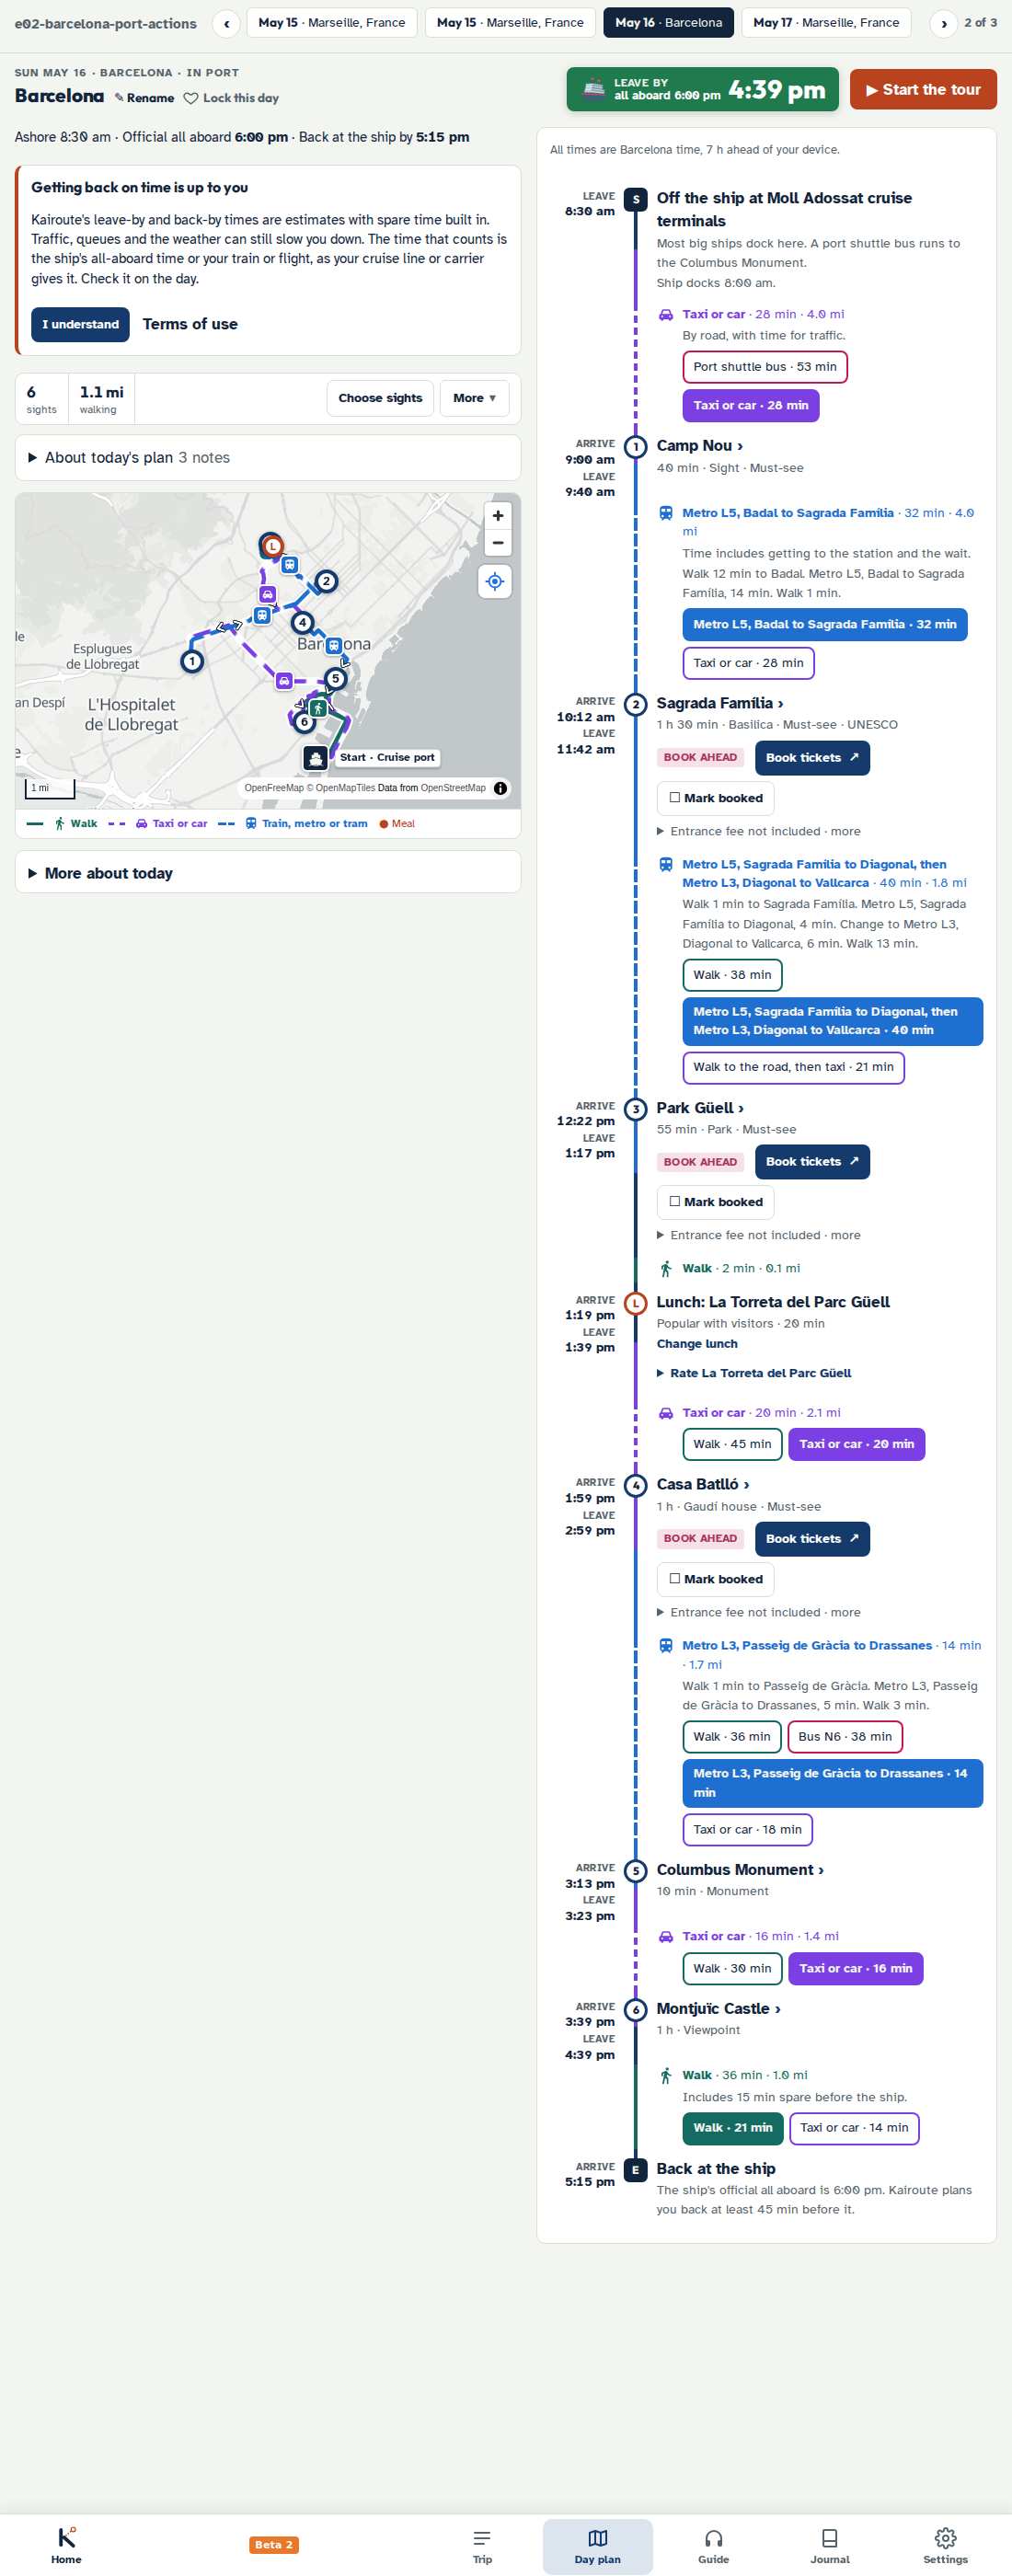 e02-barcelona-port-actions
‹
May 15 · Marseille, France
May 15 · Marseille, France
May 16 · Barcelona
May 17 · Marseille, France
›
2 of 3
SUN MAY 16 · BARCELONA · IN PORT
Barcelona
✎ Rename
Lock this day
LEAVE BY
all aboard 6:00 pm
4:39 pm
▶ Start the tour
Ashore 8:30 am · Official all aboard 6:00 pm · Back at the ship by 5:15 pm
Getting back on time is up to you
Kairoute's leave-by and back-by times are estimates with spare time built in.
Traffic, queues and the weather can still slow you down. The time that counts is
the ship's all-aboard time or your train or flight, as your cruise line or carrier
gives it. Check it on the day.
I understand
Terms of use
6
sights
1.1 mi
walking
Choose sights
More ▾
▶ About today's plan 3 notes
+
−
L
2
4
Barcelona
1
5
6
Esplugues
de Llobregat
an Despí
L'Hospitalet
de Llobregat
le
e
Start · Cruise port
1 mi
OpenFreeMap © OpenMapTiles Data from OpenStreetMap
Walk
Taxi or car
Train, metro or tram
Meal
▶ More about today
All times are Barcelona time, 7 h ahead of your device.
LEAVE
8:30 am
S
Off the ship at Moll Adossat cruise
terminals
Most big ships dock here. A port shuttle bus runs to
the Columbus Monument.
Ship docks 8:00 am.
Taxi or car · 28 min · 4.0 mi
By road, with time for traffic.
Port shuttle bus · 53 min
Taxi or car · 28 min
ARRIVE
9:00 am
LEAVE
9:40 am
1
Camp Nou ›
40 min · Sight · Must-see
Metro L5, Badal to Sagrada Família · 32 min · 4.0
mi
Time includes getting to the station and the wait.
Walk 12 min to Badal. Metro L5, Badal to Sagrada
Família, 14 min. Walk 1 min.
Metro L5, Badal to Sagrada Família · 32 min
Taxi or car · 28 min
ARRIVE
10:12 am
LEAVE
11:42 am
2
Sagrada Família ›
1 h 30 min · Basilica · Must-see · UNESCO
BOOK AHEAD
Book tickets ↗
☐ Mark booked
▶ Entrance fee not included · more
Metro L5, Sagrada Família to Diagonal, then
Metro L3, Diagonal to Vallcarca · 40 min · 1.8 mi
Walk 1 min to Sagrada Família. Metro L5, Sagrada
Família to Diagonal, 4 min. Change to Metro L3,
Diagonal to Vallcarca, 6 min. Walk 13 min.
Walk · 38 min
Metro L5, Sagrada Família to Diagonal, then
Metro L3, Diagonal to Vallcarca · 40 min
Walk to the road, then taxi · 21 min
ARRIVE
12:22 pm
LEAVE
1:17 pm
3
Park Güell ›
55 min · Park · Must-see
BOOK AHEAD
Book tickets ↗
☐ Mark booked
▶ Entrance fee not included · more
Walk · 2 min · 0.1 mi
ARRIVE
1:19 pm
LEAVE
1:39 pm
L
Lunch: La Torreta del Parc Güell
Popular with visitors · 20 min
Change lunch
▶ Rate La Torreta del Parc Güell
Taxi or car · 20 min · 2.1 mi
Walk · 45 min
Taxi or car · 20 min
ARRIVE
1:59 pm
LEAVE
2:59 pm
4
Casa Batlló ›
1 h · Gaudí house · Must-see
BOOK AHEAD
Book tickets ↗
☐ Mark booked
▶ Entrance fee not included · more
Metro L3, Passeig de Gràcia to Drassanes · 14 min
· 1.7 mi
Walk 1 min to Passeig de Gràcia. Metro L3, Passeig
de Gràcia to Drassanes, 5 min. Walk 3 min.
Walk · 36 min
Bus N6 · 38 min
Metro L3, Passeig de Gràcia to Drassanes · 14
min
Taxi or car · 18 min
ARRIVE
3:13 pm
LEAVE
3:23 pm
5
Columbus Monument ›
10 min · Monument
Taxi or car · 16 min · 1.4 mi
Walk · 30 min
Taxi or car · 16 min
ARRIVE
3:39 pm
LEAVE
4:39 pm
6
Montjuïc Castle ›
1 h · Viewpoint
Walk · 36 min · 1.0 mi
Includes 15 min spare before the ship.
Walk · 21 min
Taxi or car · 14 min
ARRIVE
5:15 pm
E
Back at the ship
The ship's official all aboard is 6:00 pm. Kairoute plans
you back at least 45 min before it.
Home
Beta 2
Trip
Day plan
Guide
Journal
Settings